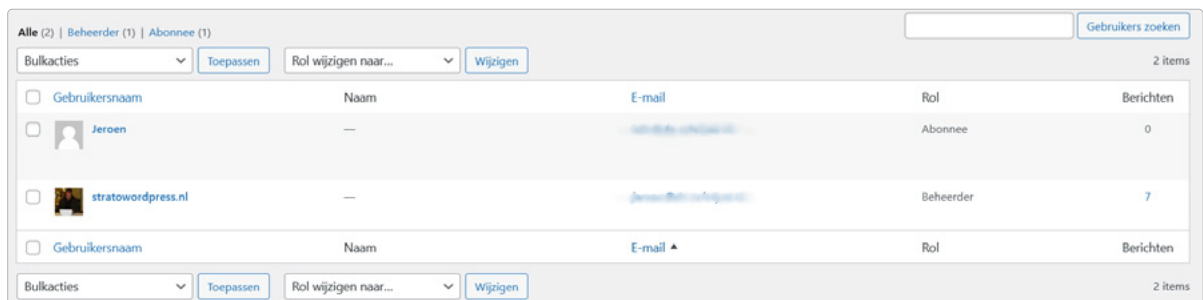 Alle (2) | Beheerder (1) | Abonnee (1)
Gebruikers zoeken
Bulkacties Toepassen Rol wijzigen naar... Wijzigen 2 items
Gebruikersnaam Naam E-mail Rol Berichten
Jeroen — Abonnee 0
stratowordpress.nl — Beheerder 7
Gebruikersnaam Naam E-mail Rol Berichten
Bulkacties Toepassen Rol wijzigen naar... Wijzigen 2 items